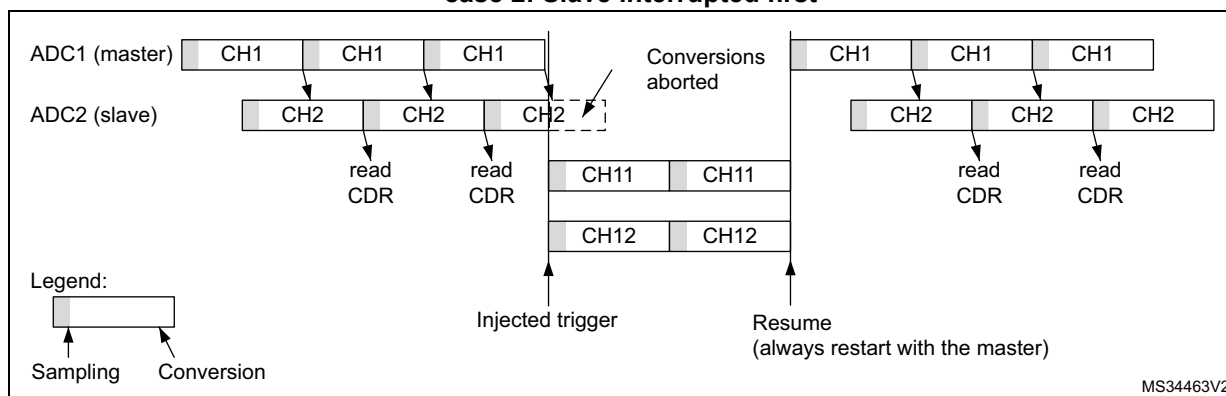 case 2: Slave interrupted first
ADC1 (master) CH1 CH1 CH1 Conversions aborted CH1 CH1 CH1
ADC2 (slave) CH2 CH2 CH2 CH2 CH2 CH2
read CDR read CDR read CDR read CDR
CH11 CH11
CH12 CH12
Legend:
Sampling Conversion
Injected trigger
Resume
(always restart with the master)
MS34463V2